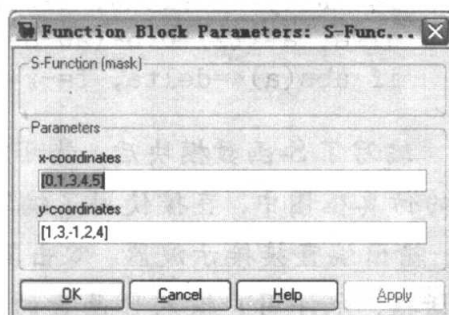 Function Block Parameters: S-Func...
S-Function (mask)
Parameters
x-coordinates
[0,1,3,4,5]
y-coordinates
[1,3,-1,2,4]
OK
Cancel
Help
Apply